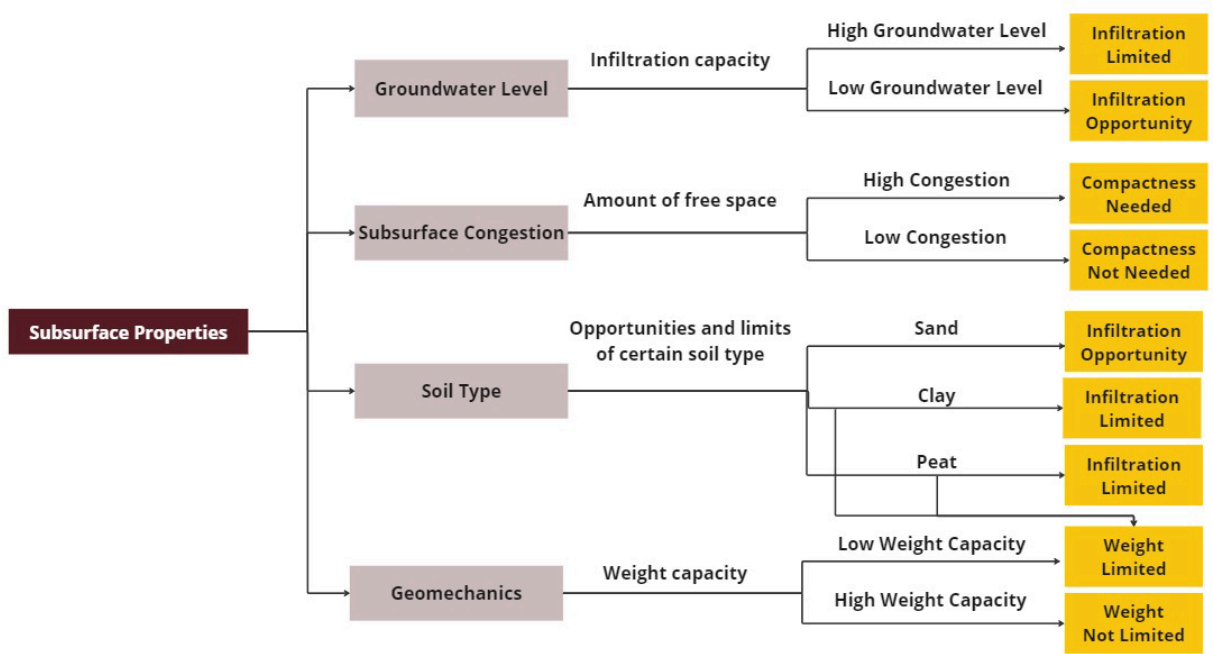 High Groundwater Level
Infiltration
Limited
Infiltration capacity
Groundwater Level
Low Groundwater Level
Infiltration
Opportunity
High Congestion
Compactness
Needed
Amount of free space
Subsurface Congestion
Low Congestion
Compactness
Not Needed
Subsurface Properties
Opportunities and limits
of certain soil type
Sand
Infiltration
Opportunity
Soil Type
Clay
Infiltration
Limited
Peat
Infiltration
Limited
Low Weight Capacity
Weight
Limited
Weight capacity
Geomechanics
High Weight Capacity
Weight
Not Limited